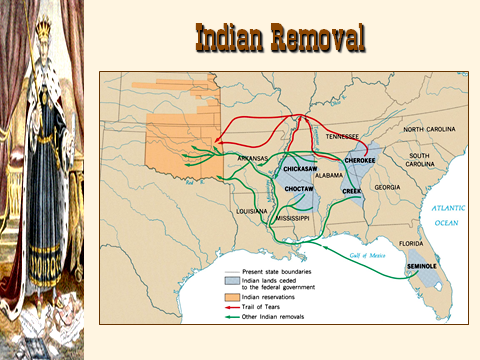 Indian Removal
TENNESSEE
NORTH CAROLINA
ARKANSAS
CHEROKEE
SOUTH
CAROLINA
CHICKASAW
ALABAMA
CHOCTAW
CREEK
GEORGIA
Red R.
ATLANTIC
OCEAN
LOUISIANA
MISSISSIPPI
FLORIDA
Gulf of Mexico
SEMINOLE
Present state boundaries
Indian lands ceded
to the federal government
Indian reservations
Trail of Tears
Other Indian removals